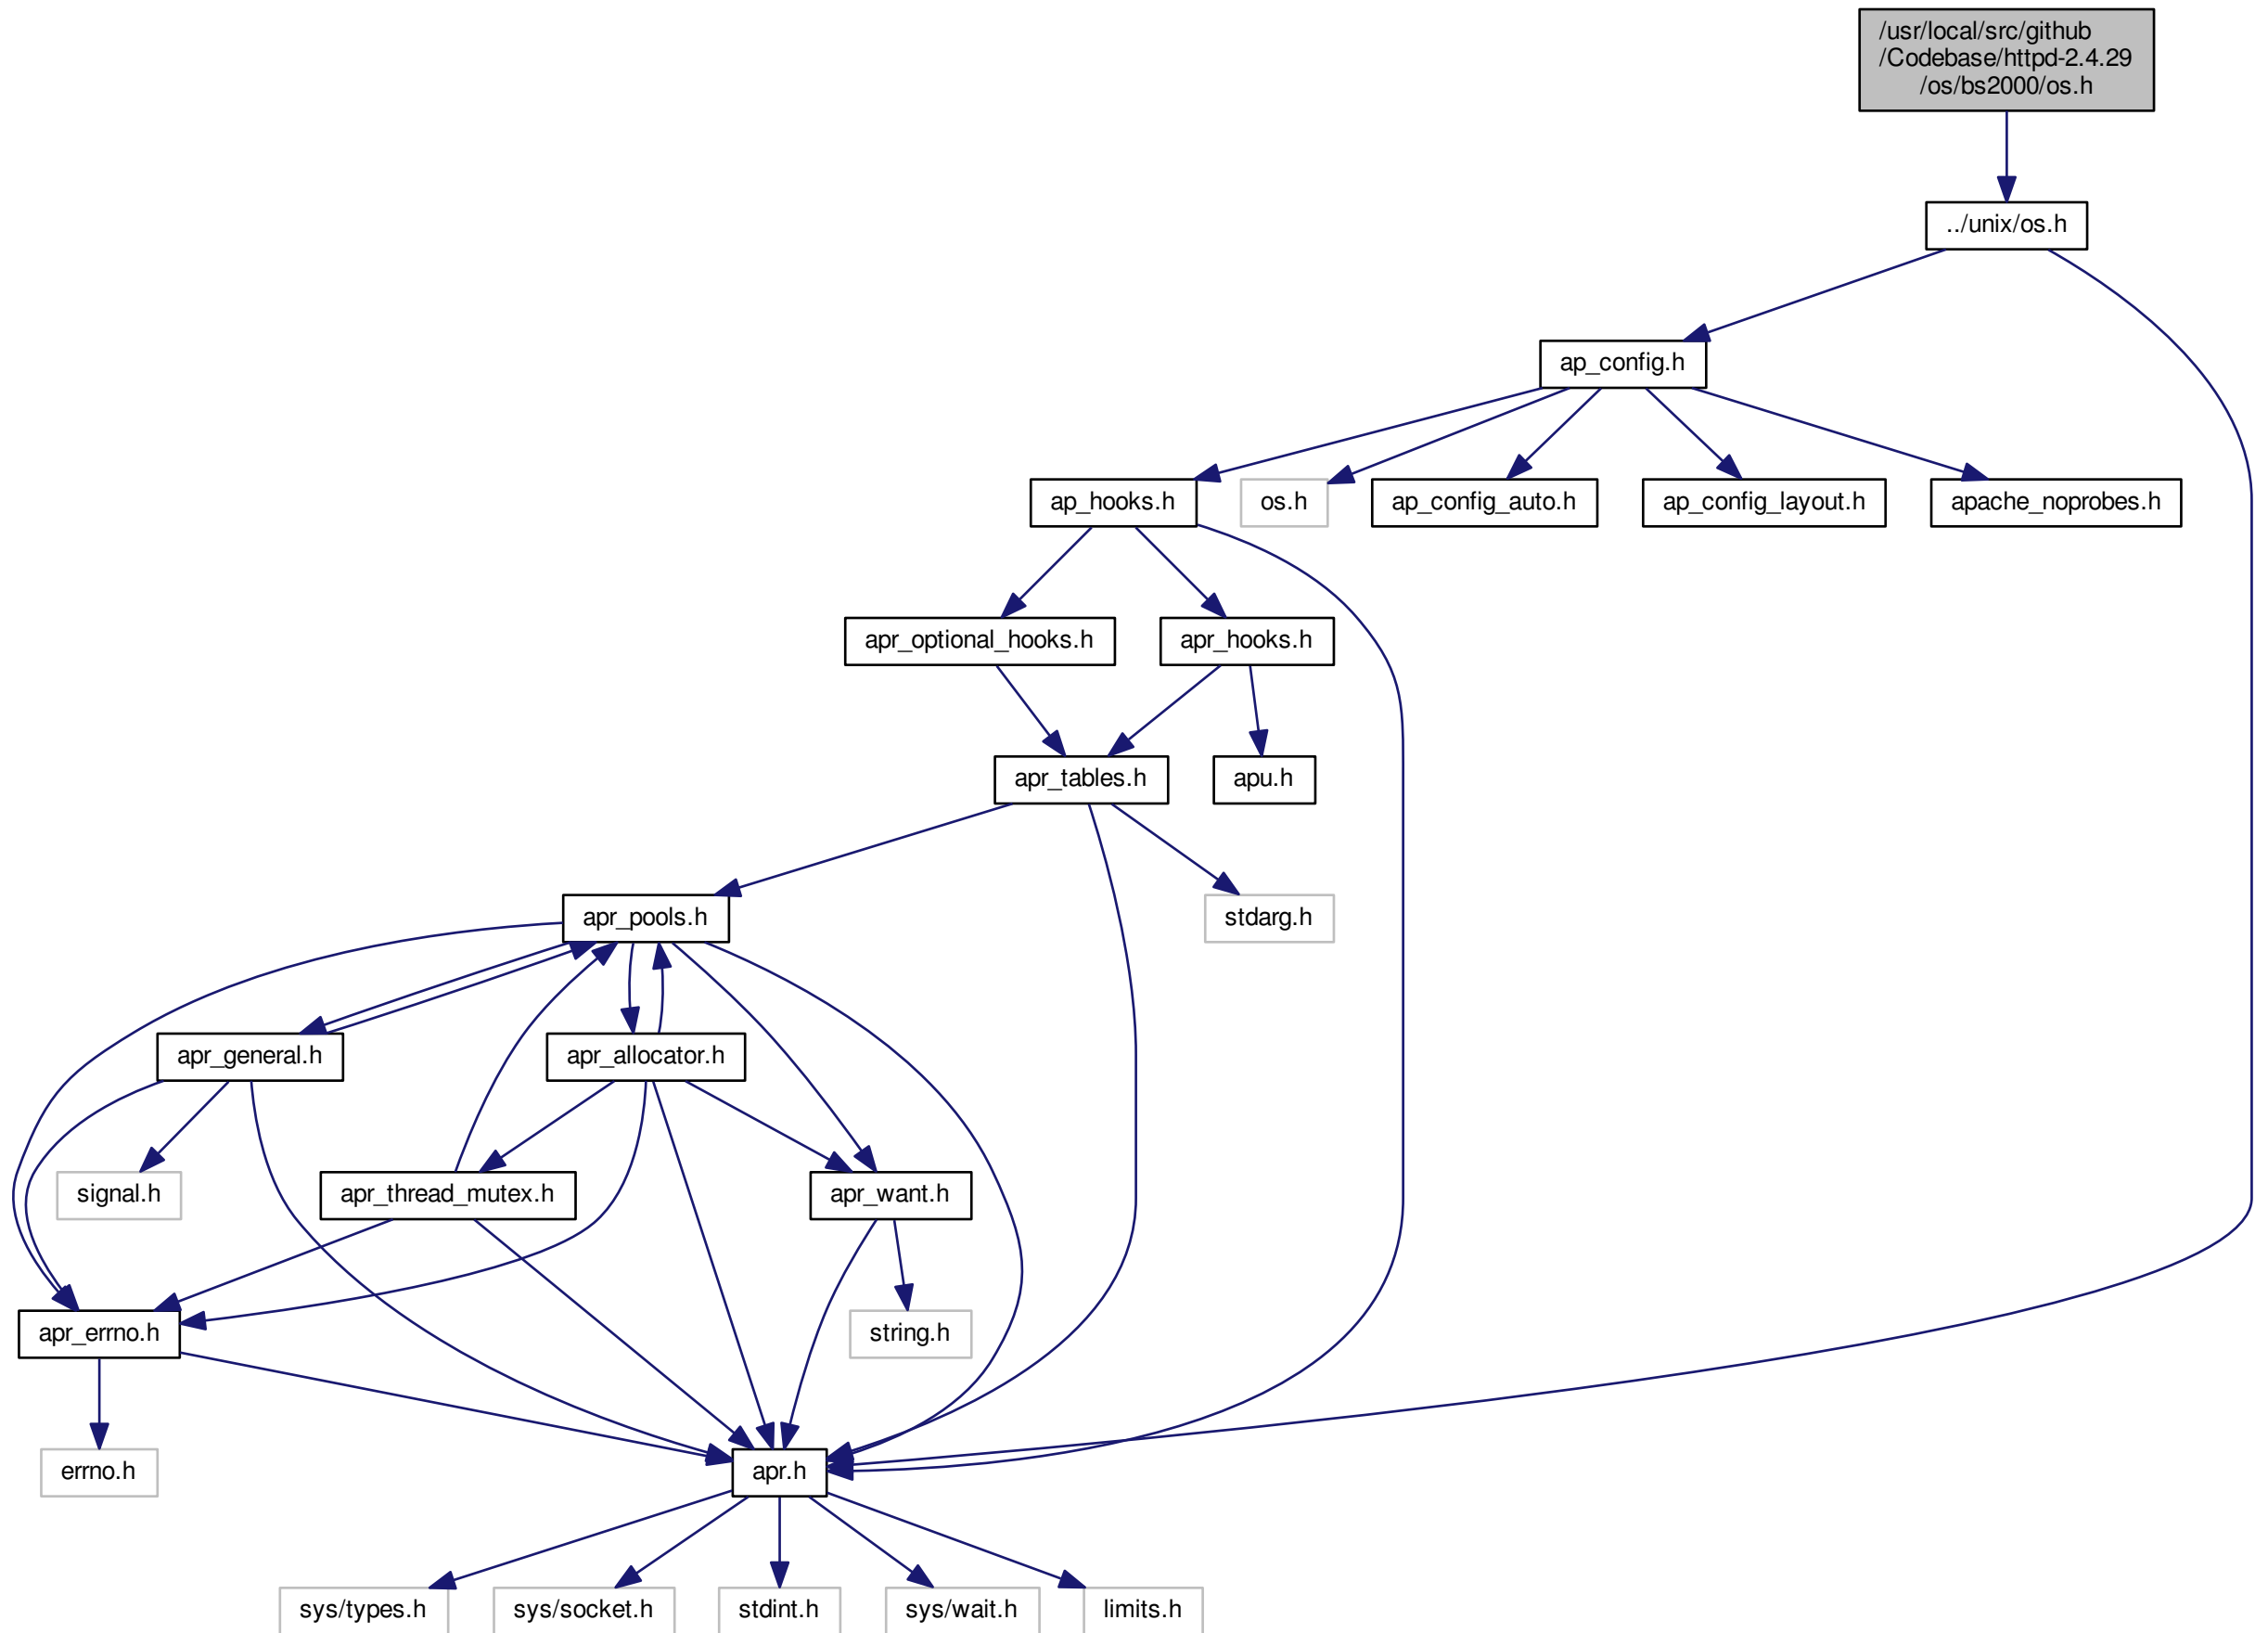 /usr/local/src/github
/Codebase/httpd-2.4.29
/os/bs2000/os.h
../unix/os.h
ap_config.h
ap_hooks.h
os.h
ap_config_auto.h
ap_config_layout.h
apache_noprobes.h
apr_optional_hooks.h
apr_hooks.h
apr_tables.h
apu.h
apr_pools.h
stdarg.h
apr_general.h
apr_allocator.h
signal.h
apr_thread_mutex.h
apr_want.h
apr_errno.h
string.h
errno.h
apr.h
sys/types.h
sys/socket.h
stdint.h
sys/wait.h
limits.h